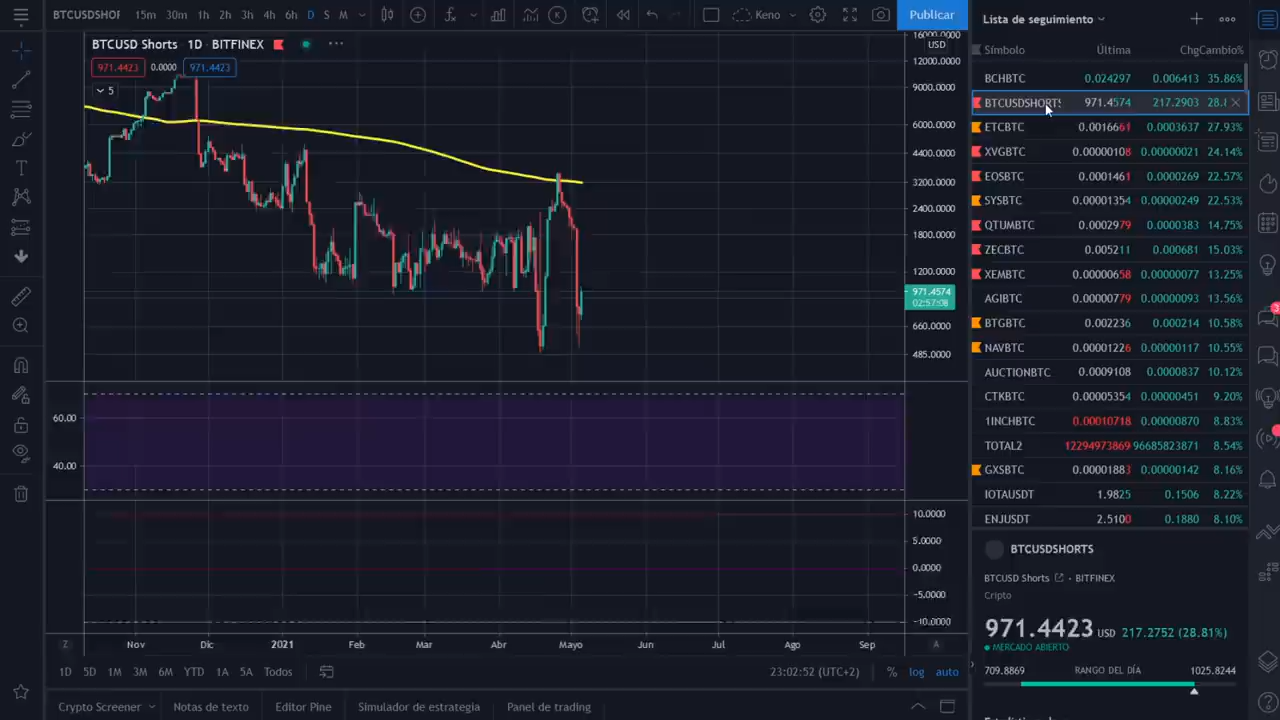 BTCUSDSHOF 15m 30m 1h 2h 3h 4h 6h D S M Keno Publicar
BTCUSD Shorts · 1D · BITFINEX
971.4423 0.0000 971.4423
5
USD
16000.0000
12000.0000
9000.0000
6000.0000
4400.0000
3200.0000
2400.0000
1800.0000
1200.0000
971.4574
02:57:08
660.0000
485.0000
60.00
40.00
10.0000
5.0000
0.0000
-5.0000
-10.0000
Z Nov Dic 2021 Feb Mar Abr Mayo Jun Jul Ago Sep A
1D 5D 1M 3M 6M YTD 1A 5A Todos 23:02:52 (UTC+2) % log auto
Crypto Screener Notas de texto Editor Pine Simulador de estrategia Panel de trading
Lista de seguimiento
Símbolo Última ChgCambio%
BCHBTC 0.024297 0.006413 35.86%
BTCUSDSHORTS 971.4574 217.2903
ETCBTC 0.0016661 0.0003637 27.93%
XVGBTC 0.00000108 0.00000021 24.14%
EOSBTC 0.0001461 0.0000269 22.57%
SYSBTC 0.00001354 0.00000249 22.53%
QTUMBTC 0.0002979 0.0000383 14.75%
ZECBTC 0.005211 0.000681 15.03%
XEMBTC 0.00000658 0.00000077 13.25%
AGIBTC 0.00000779 0.00000093 13.56%
BTGBTC 0.002236 0.000214 10.58%
NAVBTC 0.00001226 0.00000117 10.55%
AUCTIONBTC 0.0009108 0.0000837 10.12%
CTKBTC 0.00005354 0.00000451 9.20%
1INCHBTC 0.00010718 0.00000870 8.83%
TOTAL2 12294973869 96685823871 8.54%
GXSBTC 0.00001883 0.00000142 8.16%
IOTAUSDT 1.9825 0.1506 8.22%
ENJUSDT 2.5100 0.1880 8.10%
BTCUSDSHORTS
BTCUSD Shorts · BITFINEX
Cripto
971.4423 USD 217.2752 (28.81%)
MERCADO ABIERTO
709.8869 RANGO DEL DÍA 1025.8244